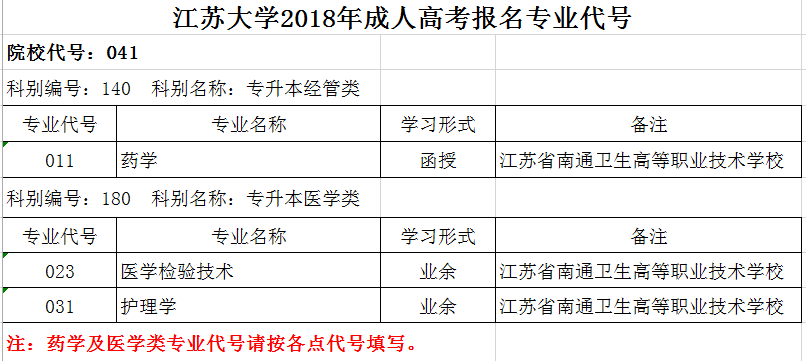 江苏大学2018年成人高考报名专业代号
院校代号：041
科别编号：140 科别名称：专升本经管类
专业代号 专业名称 学习形式 备注
011 药学 函授 江苏省南通卫生高等职业技术学校
科别编号：180 科别名称：专升本医学类
专业代号 专业名称 学习形式 备注
023 医学检验技术 业余 江苏省南通卫生高等职业技术学校
031 护理学 业余 江苏省南通卫生高等职业技术学校
注：药学及医学类专业代号请按各点代号填写。